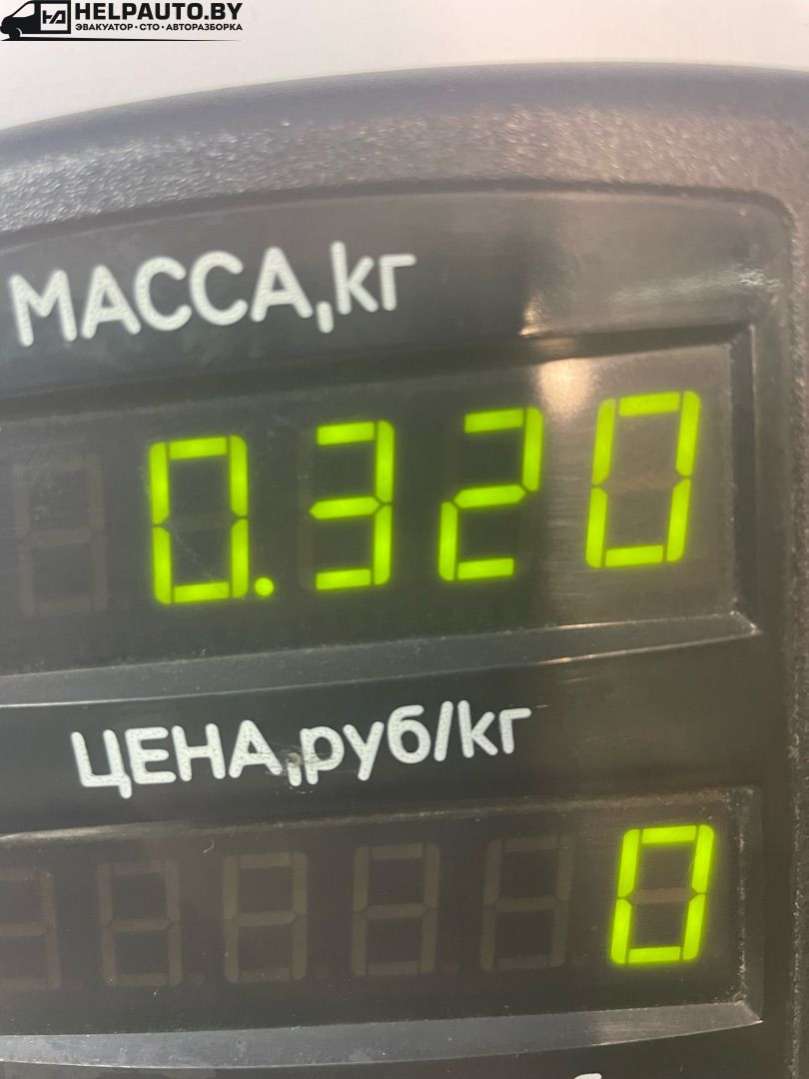 HELPAUTO.BY
ЭВАКУАТОР · СТО · АВТОРАЗБОРКА
МАССА,кг
0.320
ЦЕНА,руб/кг
0